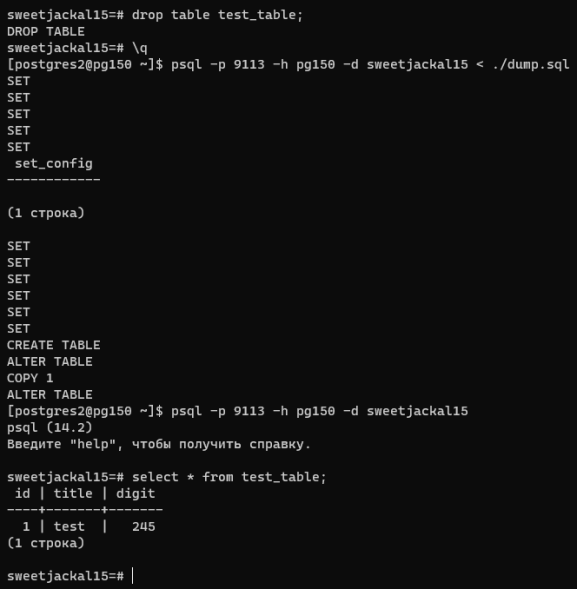 sweetjackal15=# drop table test_table;
DROP TABLE
sweetjackal15=# \q
[postgres2@pg150 ~]$ psql -p 9113 -h pg150 -d sweetjackal15 < ./dump.sql
SET
SET
SET
SET
SET
 set_config
------------

(1 строка)

SET
SET
SET
SET
SET
SET
CREATE TABLE
ALTER TABLE
COPY 1
ALTER TABLE
[postgres2@pg150 ~]$ psql -p 9113 -h pg150 -d sweetjackal15
psql (14.2)
Введите "help", чтобы получить справку.

sweetjackal15=# select * from test_table;
 id | title | digit
----+-------+-------
  1 | test  |   245
(1 строка)

sweetjackal15=#